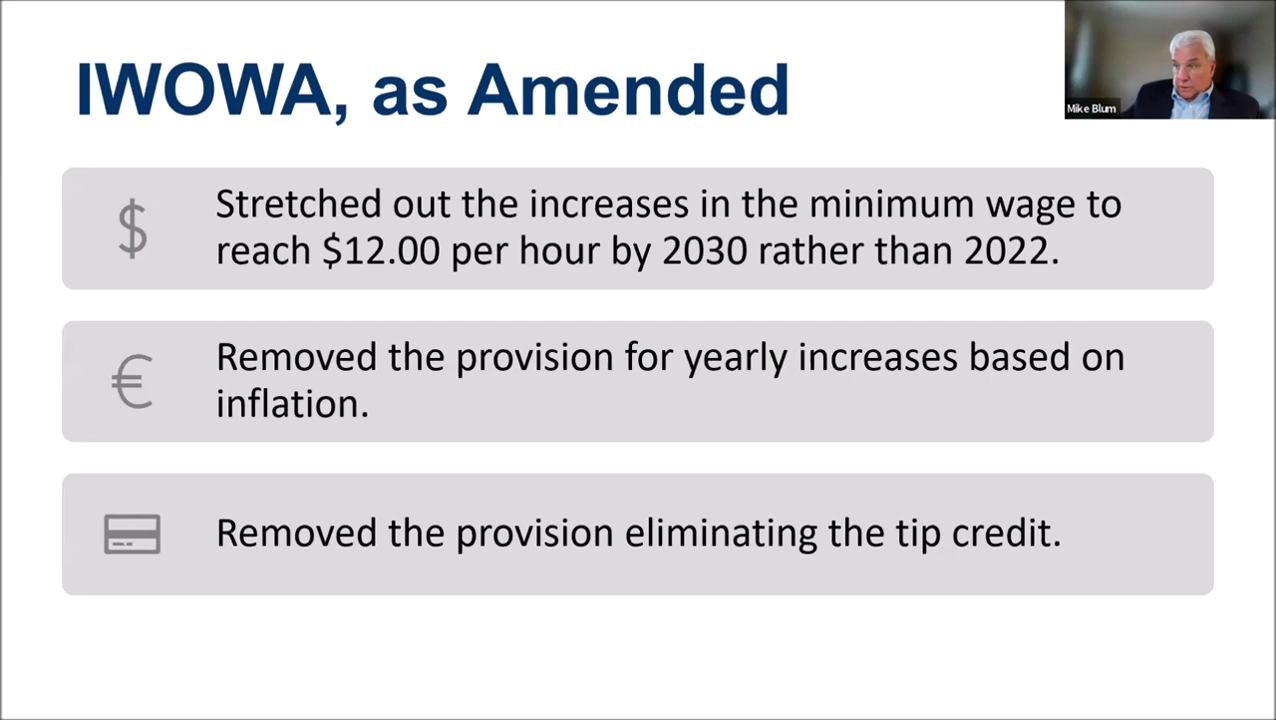 IWOWA, as Amended
Mike Blum
$
Stretched out the increases in the minimum wage to
reach $12.00 per hour by 2030 rather than 2022.
€
Removed the provision for yearly increases based on
inflation.
Removed the provision eliminating the tip credit.